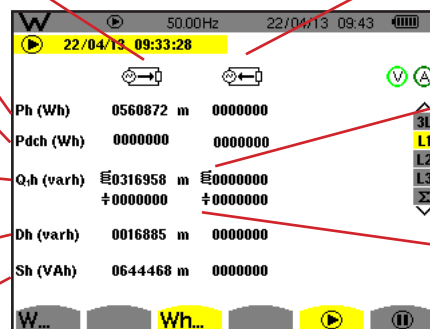 W 50.00Hz 22/04/13 09:43
22/04/13 09:33:28
V A
Ph (Wh) 0560872 m 0000000
3L
Pdch (Wh) 0000000 0000000
L1
L2
Q₁h (varh) 0316958 m 0000000
L3
÷0000000 ÷0000000
Σ
Dh (varh) 0016885 m 0000000
Sh (VAh) 0644468 m 0000000
W... Wh...